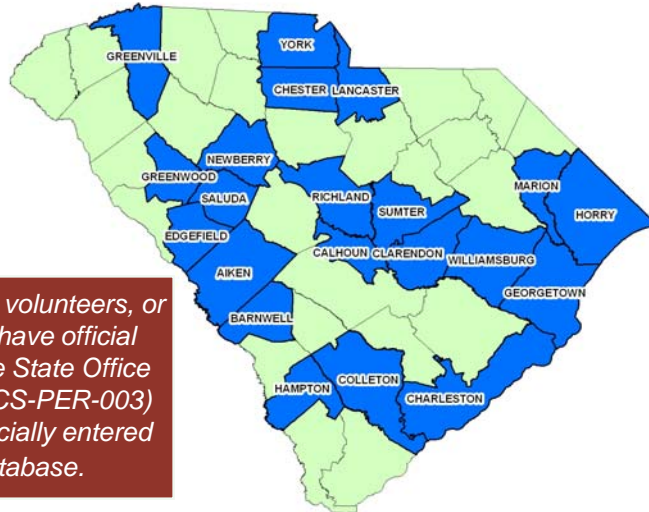 GREENVILLE
YORK
CHESTER
LANCASTER
NEWBERRY
GREENWOOD
SALUDA
RICHLAND
SUMTER
MARION
HORRY
EDGEFIELD
CALHOUN
CLARENDON
WILLIAMSBURG
AIKEN
GEORGETOWN
BARNWELL
HAMPTON
COLLETON
CHARLESTON
volunteers, or
have official
e State Office
CS-PER-003)
cially entered
tabase.